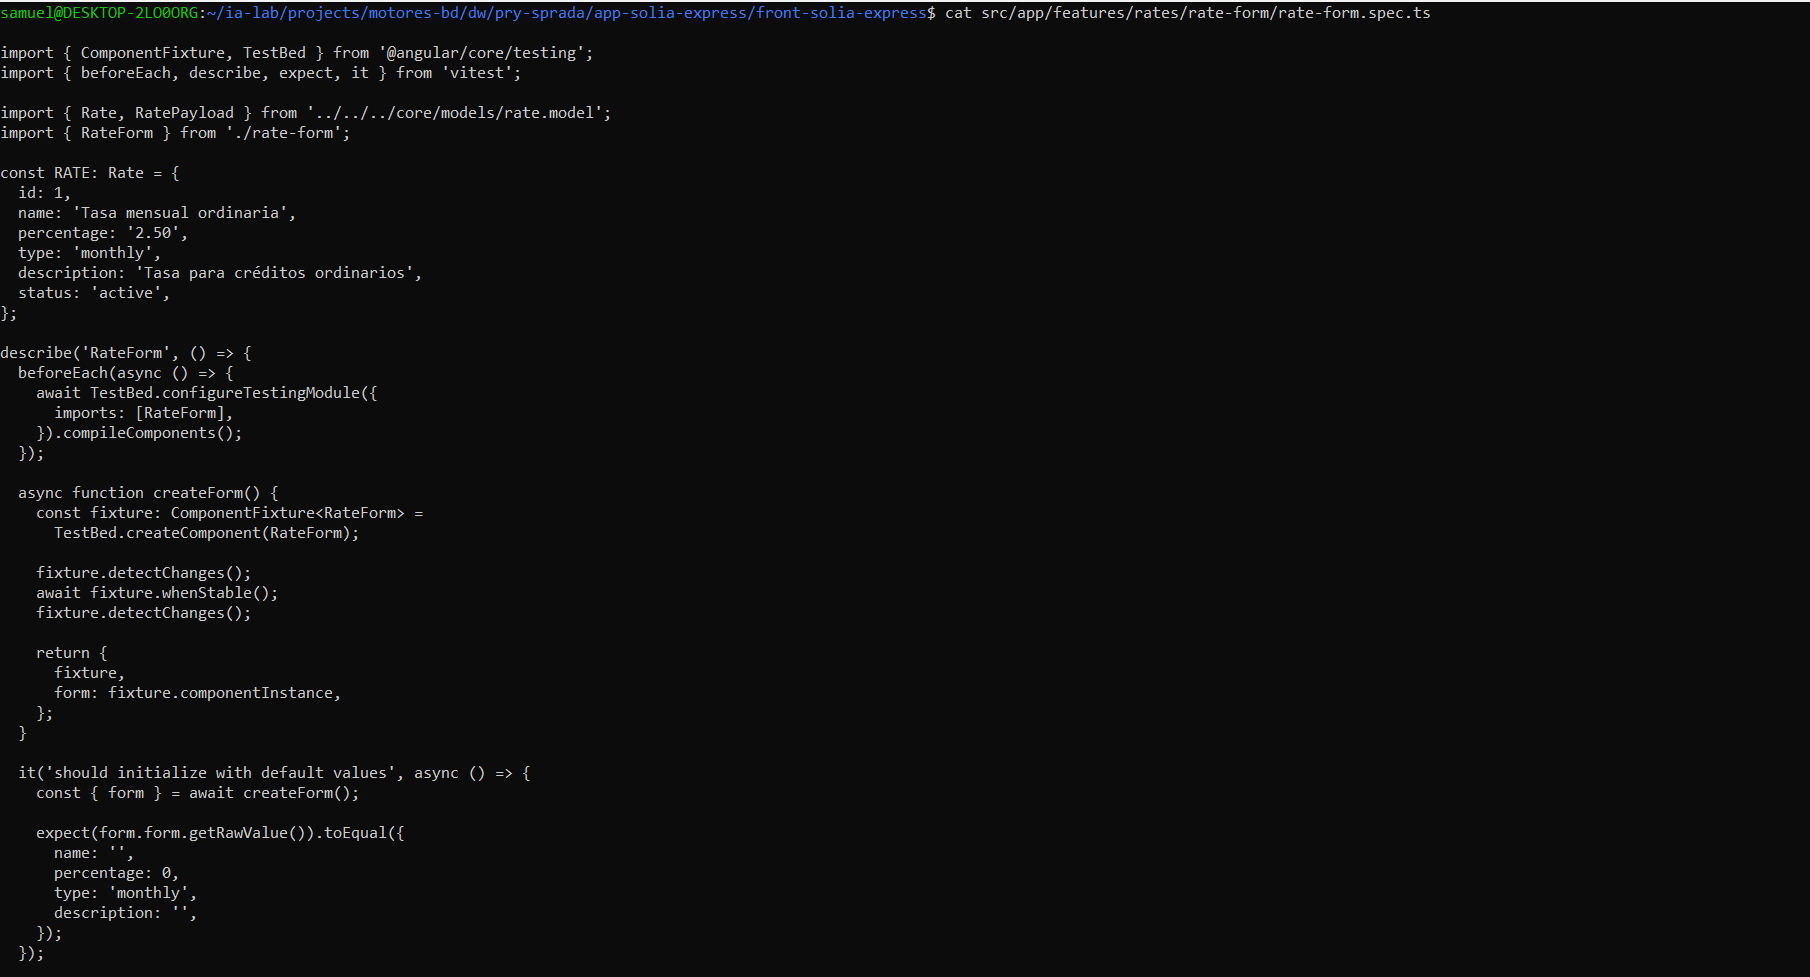 samuel@DESKTOP-2LO0ORG:~/ia-lab/projects/motores-bd/dw/pry-sprada/app-solia-express/front-solia-express$ cat src/app/features/rates/rate-form/rate-form.spec.ts
import { ComponentFixture, TestBed } from '@angular/core/testing';
import { beforeEach, describe, expect, it } from 'vitest';
import { Rate, RatePayload } from '../../../core/models/rate.model';
import { RateForm } from './rate-form';
const RATE: Rate = {
  id: 1,
  name: 'Tasa mensual ordinaria',
  percentage: '2.50',
  type: 'monthly',
  description: 'Tasa para créditos ordinarios',
  status: 'active',
};
describe('RateForm', () => {
  beforeEach(async () => {
    await TestBed.configureTestingModule({
      imports: [RateForm],
    }).compileComponents();
  });
  async function createForm() {
    const fixture: ComponentFixture<RateForm> =
      TestBed.createComponent(RateForm);
    fixture.detectChanges();
    await fixture.whenStable();
    fixture.detectChanges();
    return {
      fixture,
      form: fixture.componentInstance,
    };
  }
  it('should initialize with default values', async () => {
    const { form } = await createForm();
    expect(form.form.getRawValue()).toEqual({
      name: '',
      percentage: 0,
      type: 'monthly',
      description: '',
    });
  });